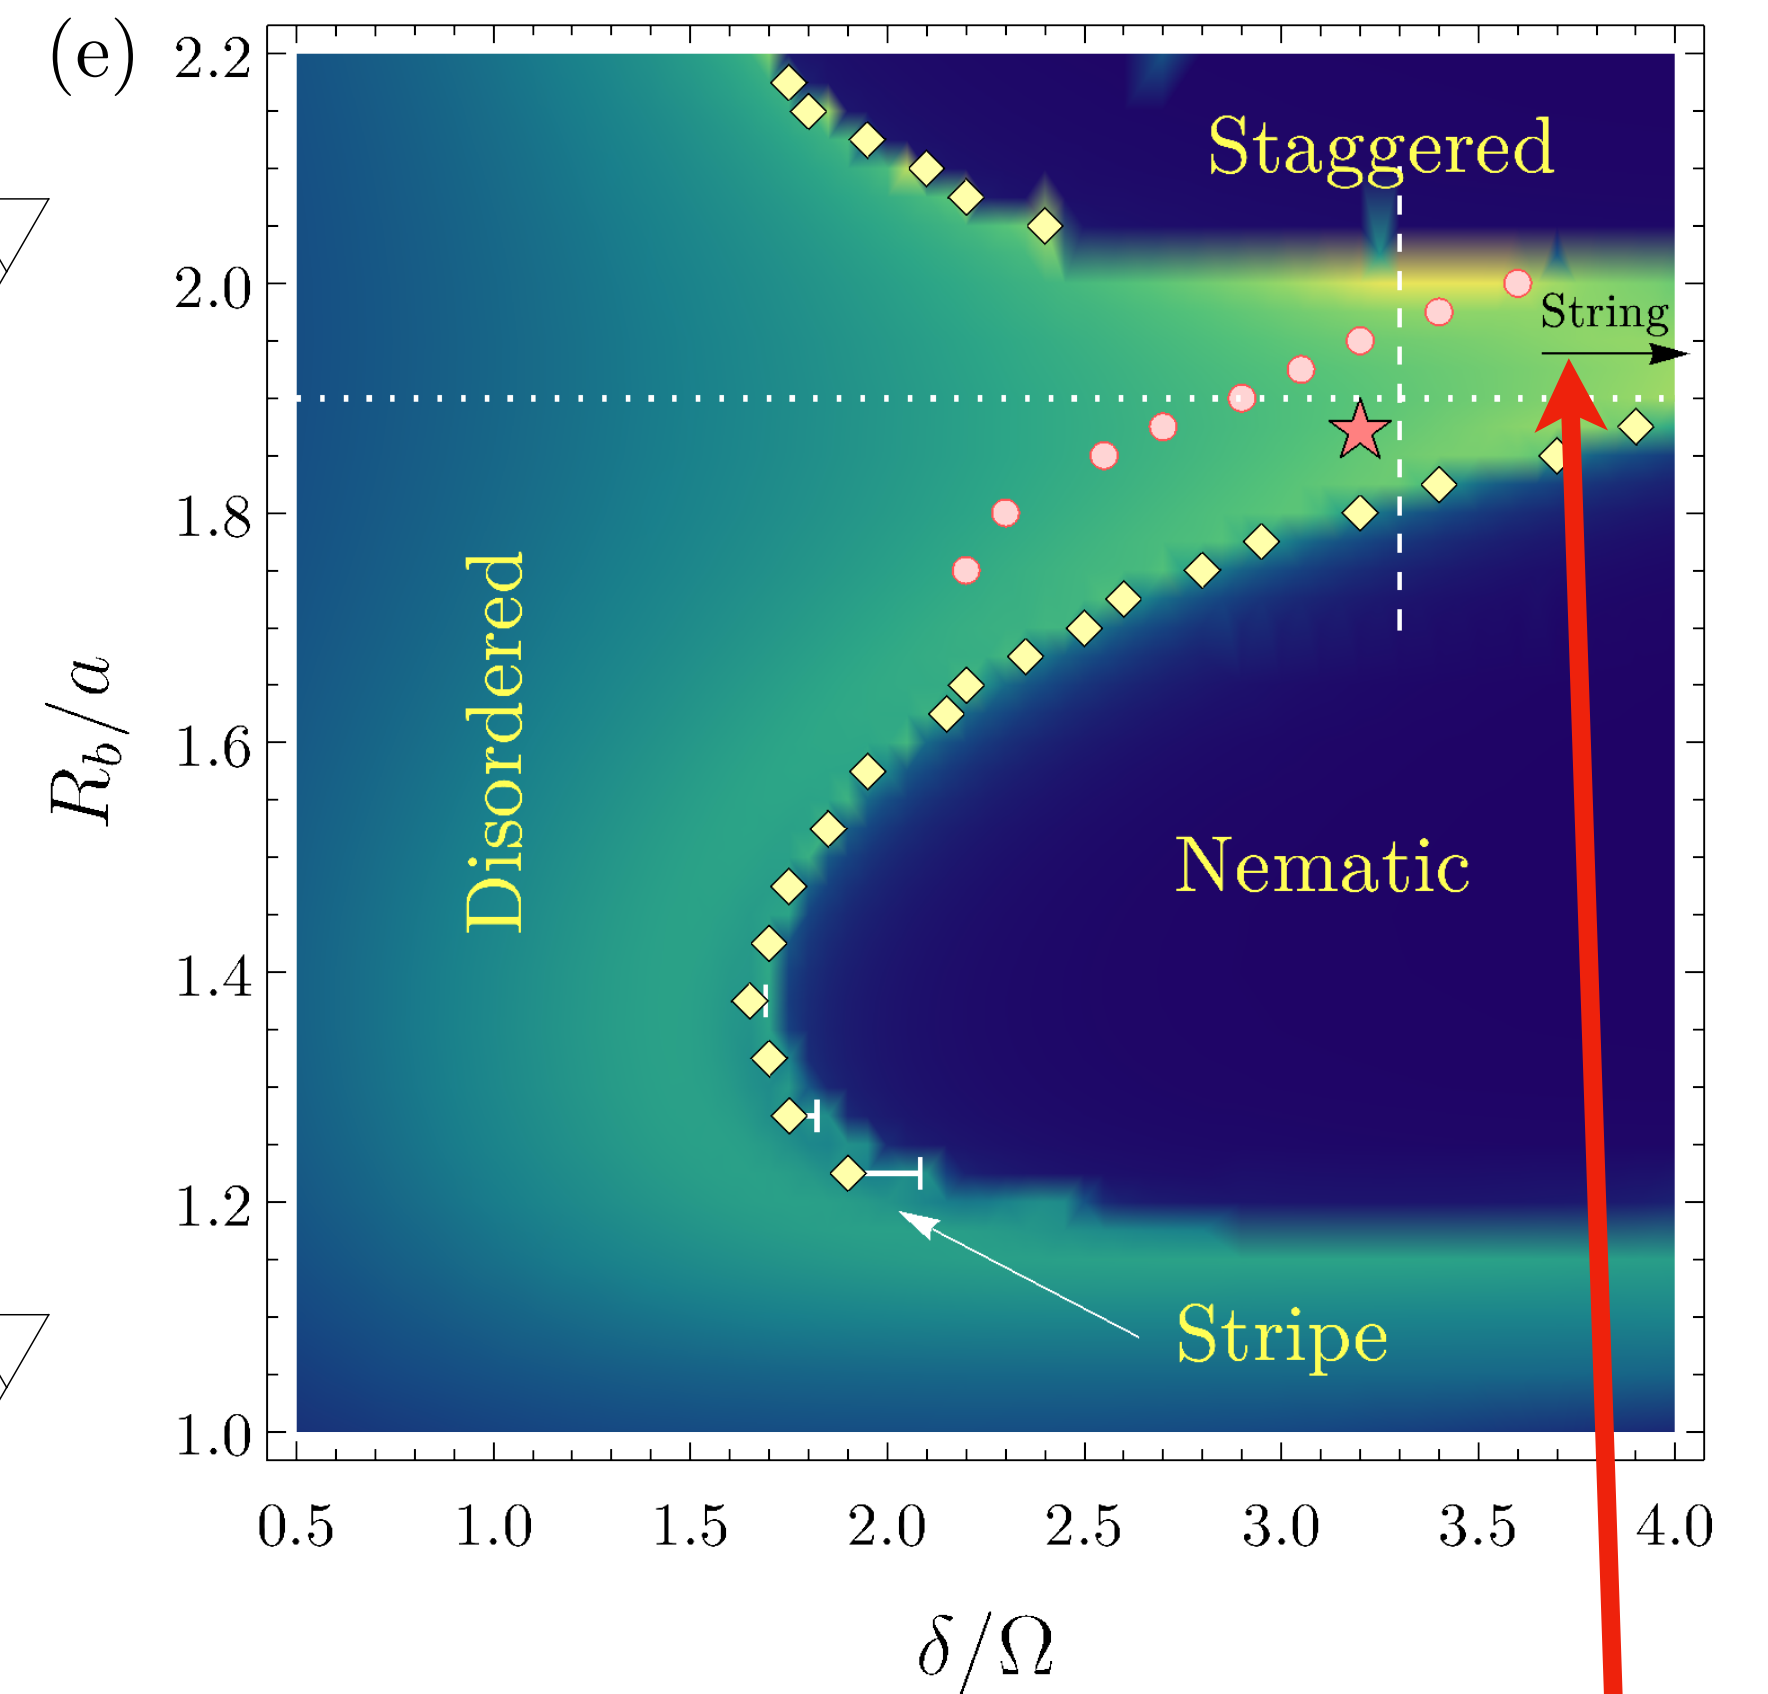 (e)
2.2
2.0
1.8
1.6
1.4
1.2
1.0
R_b/a
Staggered
String
Disordered
Nematic
Stripe
0.5 1.0 1.5 2.0 2.5 3.0 3.5 4.0
δ/Ω